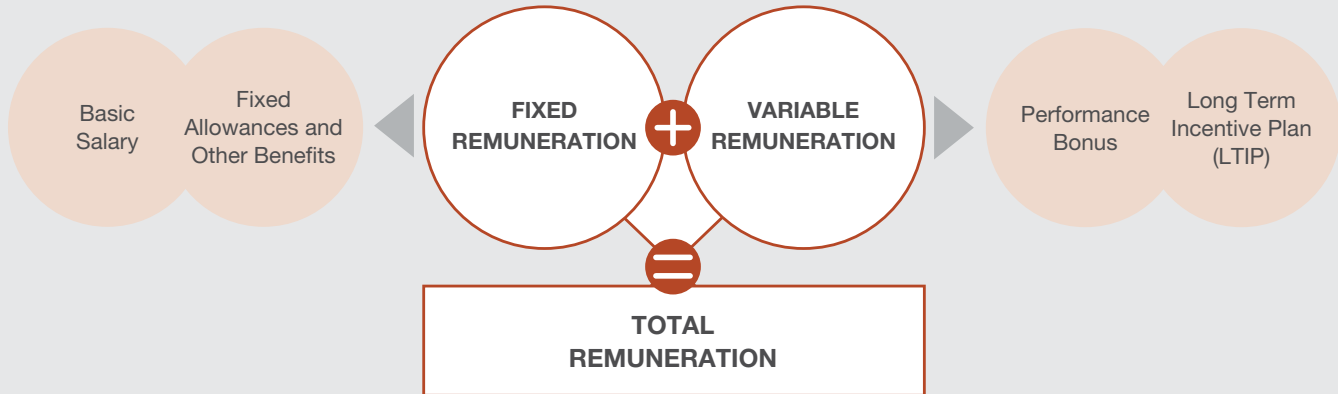 Basic
Salary
Fixed
Allowances and
Other Benefits
FIXED
REMUNERATION
+
VARIABLE
REMUNERATION
Performance
Bonus
Long Term
Incentive Plan
(LTIP)
=
TOTAL
REMUNERATION